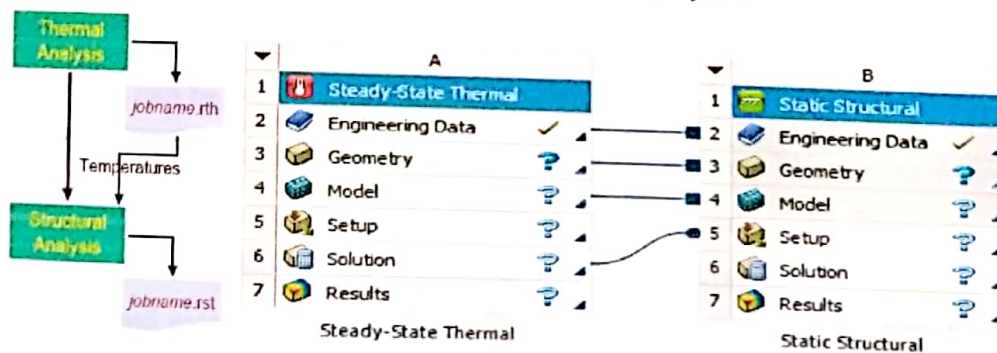 Thermal
Analysis
jobname.rth
Temperatures
Structural
Analysis
jobname.rst
A
1 Steady-State Thermal
2 Engineering Data
3 Geometry
4 Model
5 Setup
6 Solution
7 Results
Steady-State Thermal
B
1 Static Structural
2 Engineering Data
3 Geometry
4 Model
5 Setup
6 Solution
7 Results
Static Structural